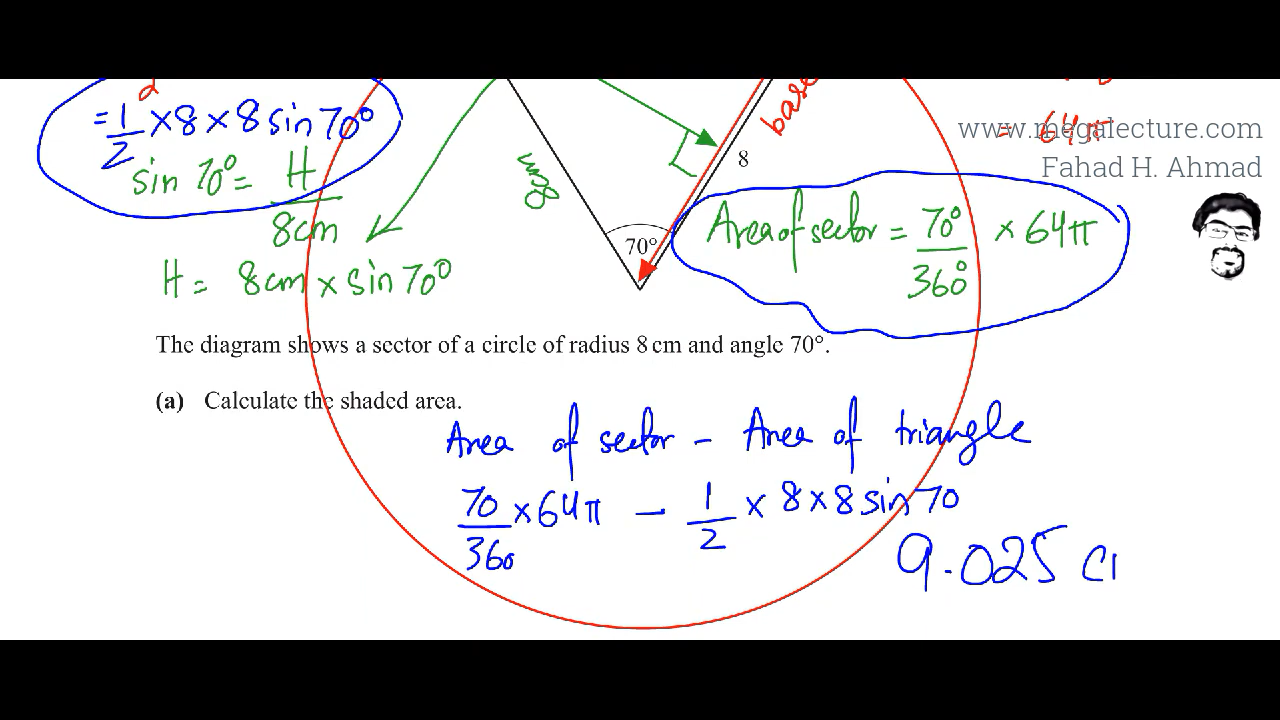 = 1/2 × 8 × 8 sin 70°
sin 70° = H/8cm
H = 8cm × sin 70°
8cm
70°
8
base
= 64π
www.megalecture.com
Fahad H. Ahmad
Area of sector = 70°/360° × 64π
The diagram shows a sector of a circle of radius 8 cm and angle 70°.
(a) Calculate the shaded area.
Area of sector – Area of triangle
70/360 × 64π – 1/2 × 8 × 8 sin 70
9.025 c